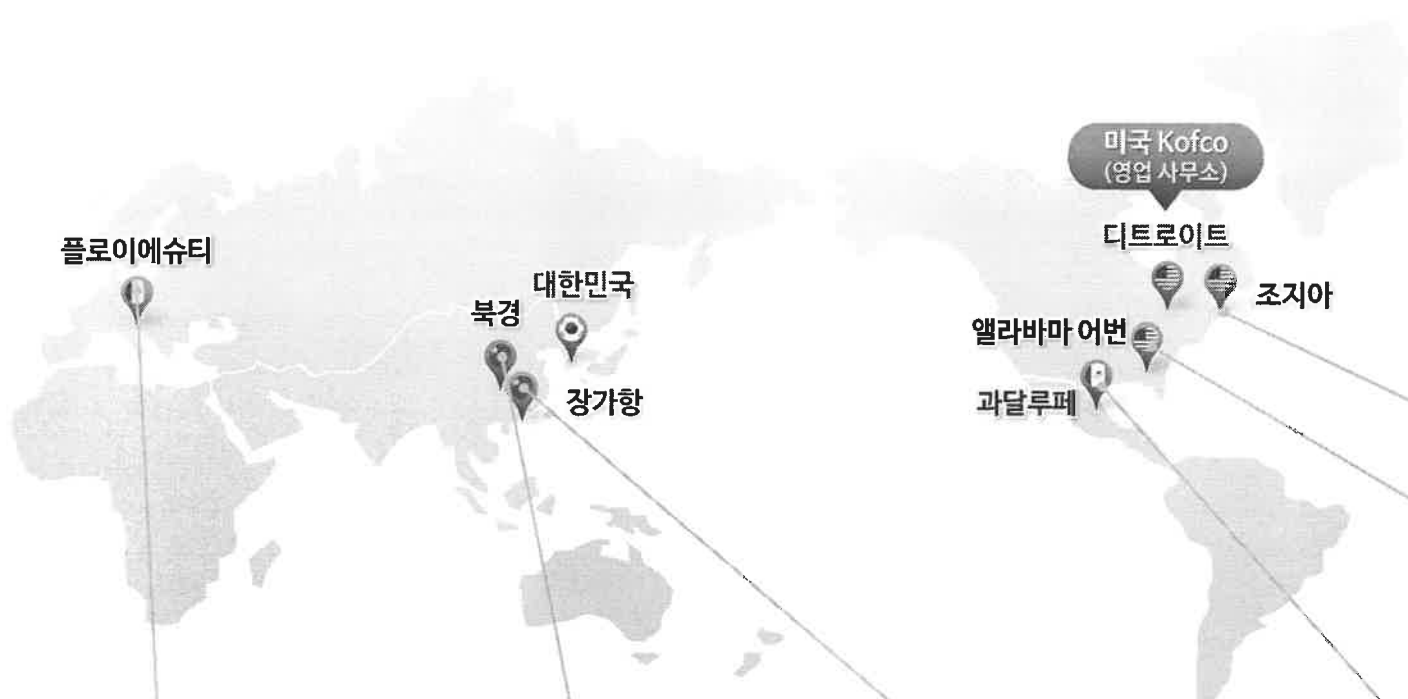 미국 Kofco
(영업 사무소)
플로이에슈티
디트로이트
대한민국
조지아
북경
앨라바마 어번
장가항
과달루페